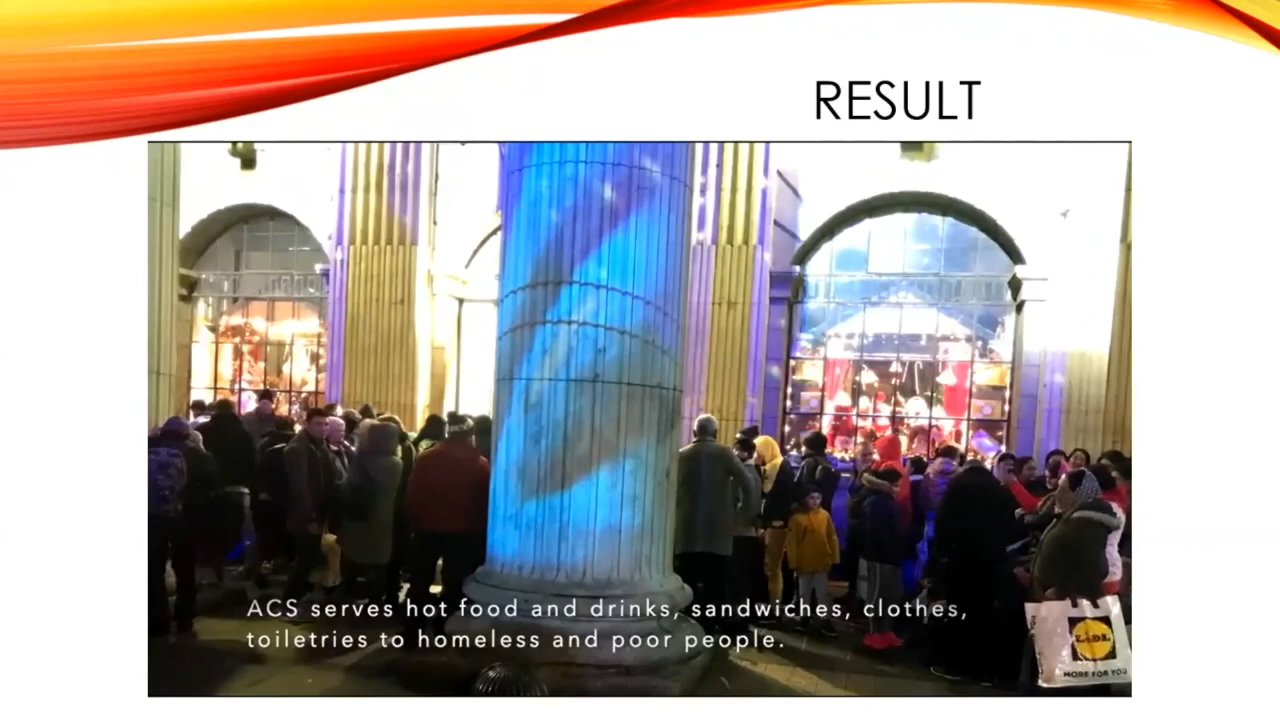 RESULT
ACS serves hot food and drinks, sandwiches, clothes,
toiletries to homeless and poor people.
LIDL
MORE FOR YOU